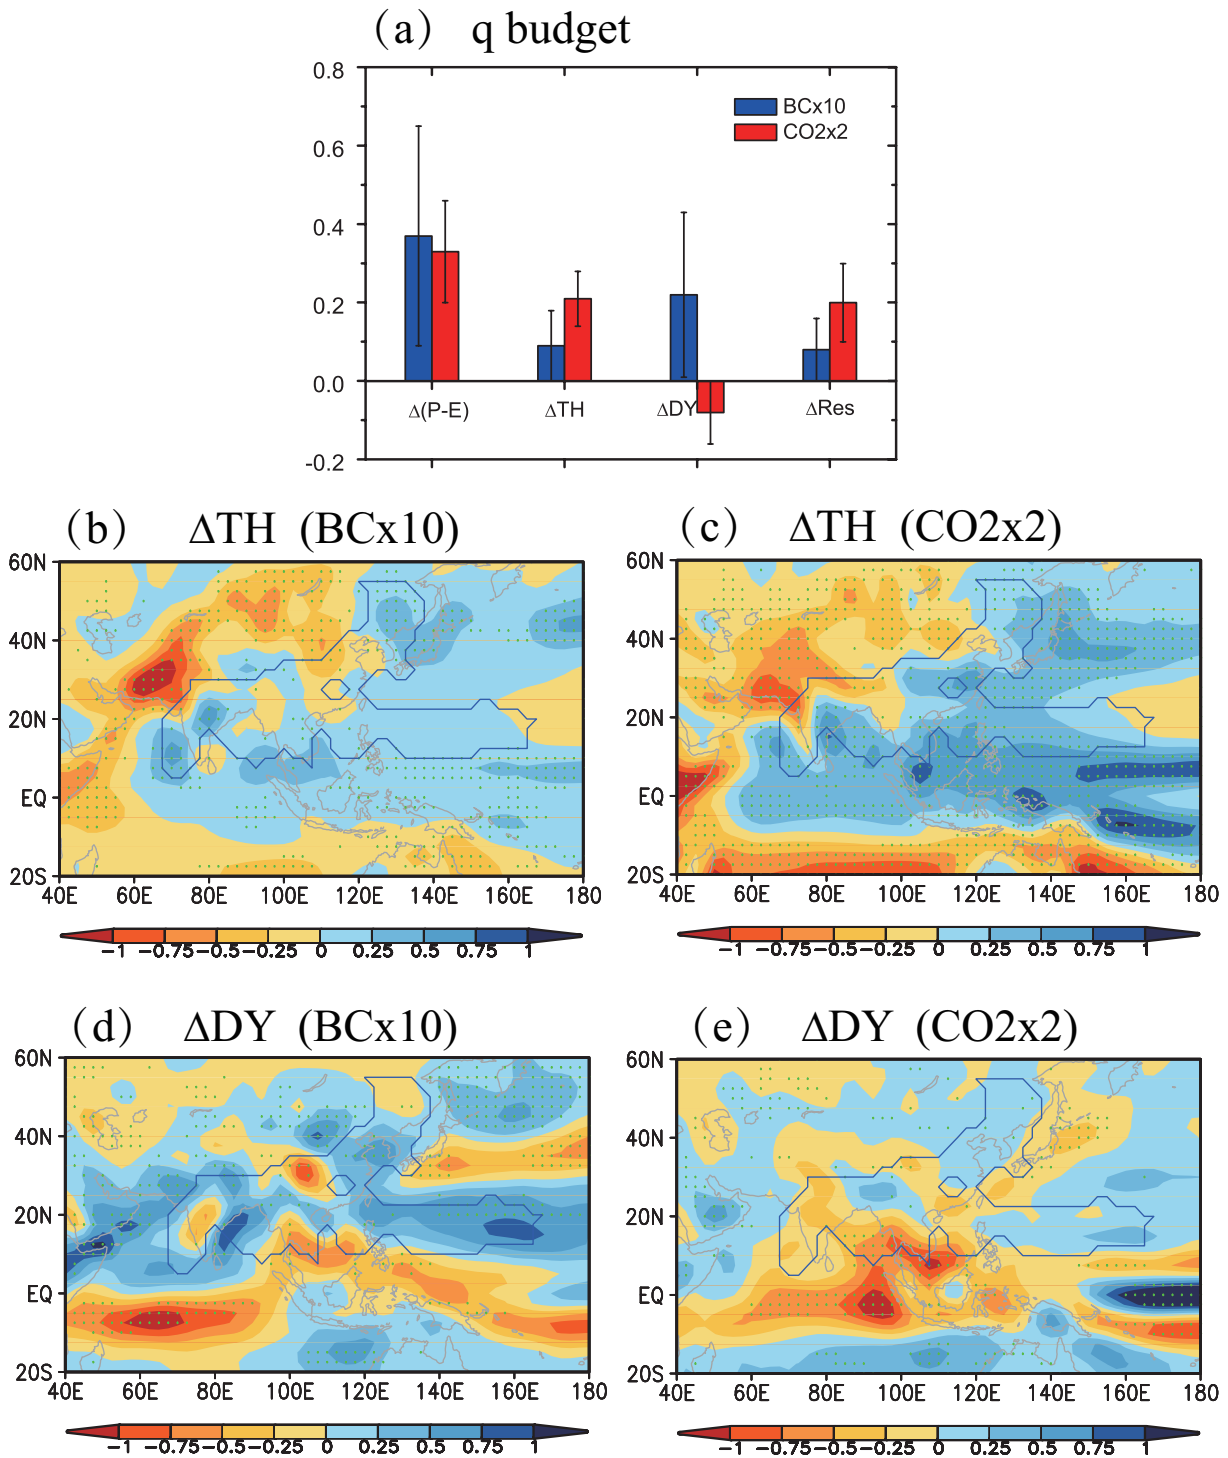 (a) q budget
0.8
0.6
0.4
0.2
0.0
-0.2
BCx10
CO2x2
Δ(P-E)
ΔTH
ΔDY
ΔRes
(b) ΔTH (BCx10)
60N
40N
20N
EQ
20S
40E 60E 80E 100E 120E 140E 160E 180
-1 -0.75 -0.5 -0.25 0 0.25 0.5 0.75 1
(c) ΔTH (CO2x2)
60N
40N
20N
EQ
20S
40E 60E 80E 100E 120E 140E 160E 180
-1 -0.75 -0.5 -0.25 0 0.25 0.5 0.75 1
(d) ΔDY (BCx10)
60N
40N
20N
EQ
20S
40E 60E 80E 100E 120E 140E 160E 180
-1 -0.75 -0.5 -0.25 0 0.25 0.5 0.75 1
(e) ΔDY (CO2x2)
60N
40N
20N
EQ
20S
40E 60E 80E 100E 120E 140E 160E 180
-1 -0.75 -0.5 -0.25 0 0.25 0.5 0.75 1